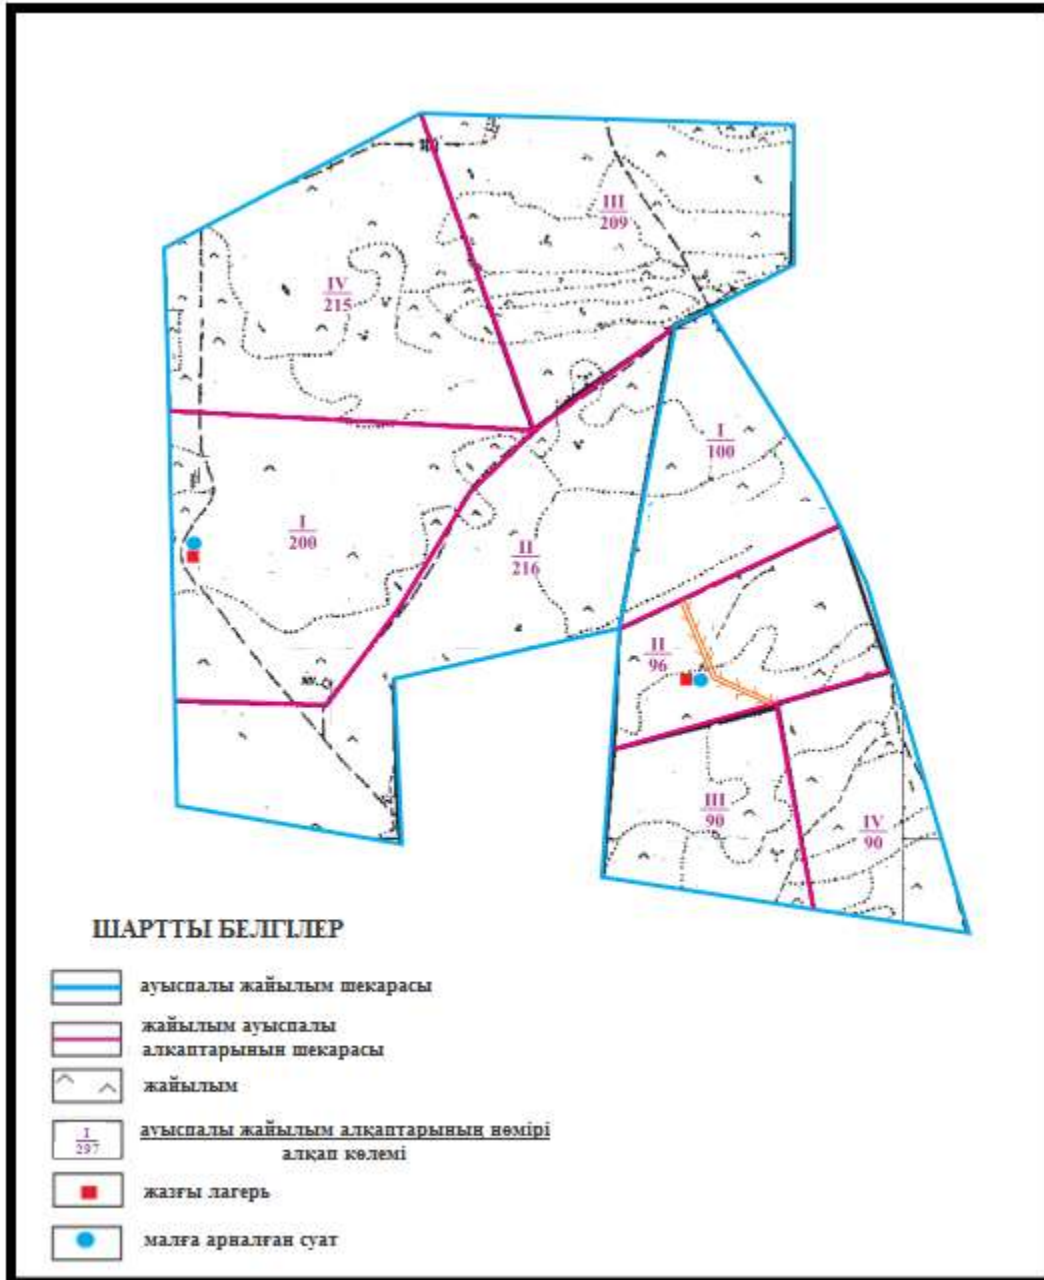 III
209
IV
215
I
100
I
200
II
216
II
96
III
90
IV
90
ШАРТТЫ БЕЛГІЛЕР
ауыспалы жайылым шекарасы
жайылым ауыспалы
алқаптарының шекарасы
жайылым
I
297
ауыспалы жайылым алқаптарының нөмірі
алқап көлемі
жазғы лагерь
малға арналған суат